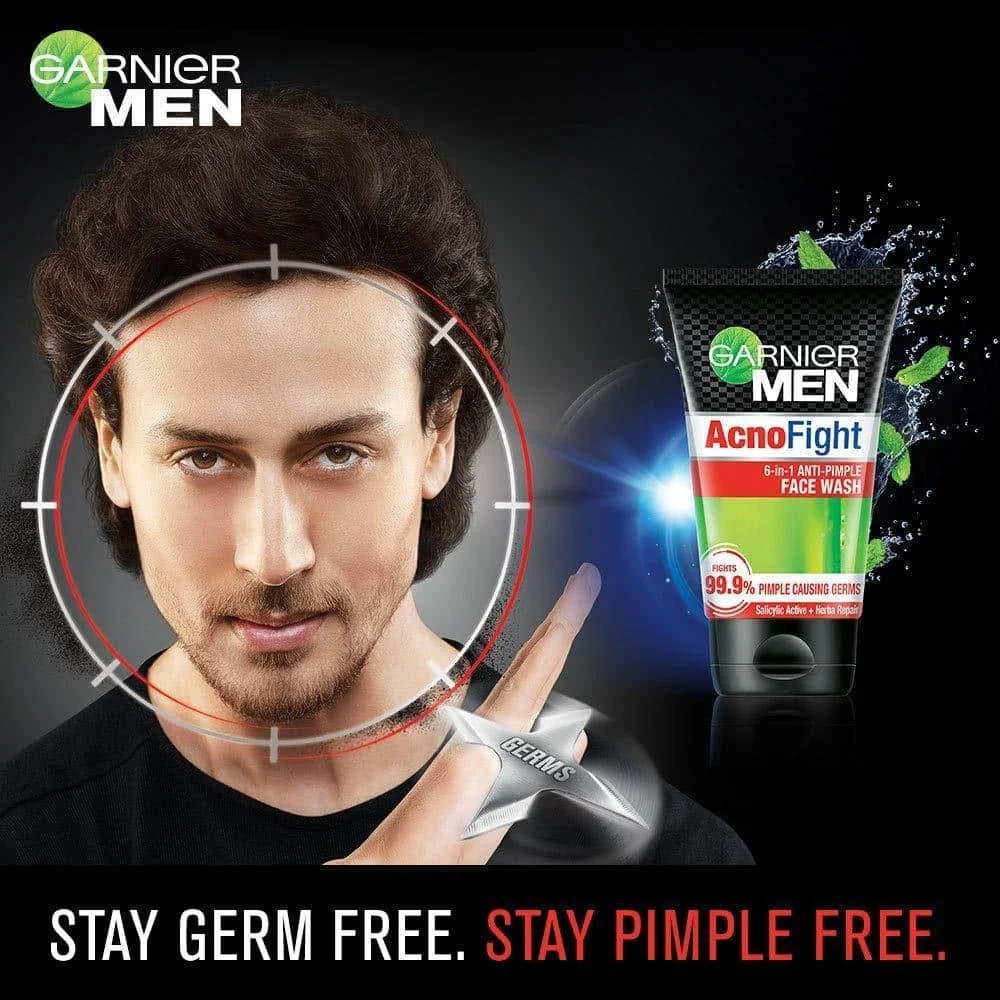 GARNIER
MEN
GARNIER
MEN
AcnoFight
6-in-1 ANTI-PIMPLE
FACE WASH
FIGHTS
99.9% PIMPLE CAUSING GERMS
Salicylic Active + Herba Repair
GERMS
STAY GERM FREE. STAY PIMPLE FREE.